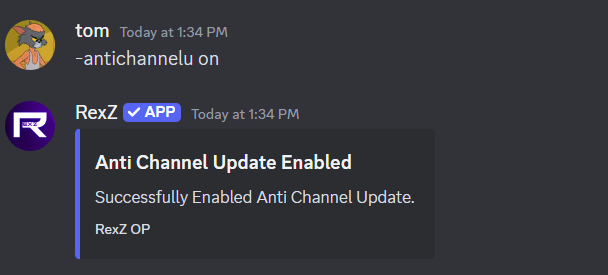 tom Today at 1:34 PM
-antichannelu on
RexZ ✓ APP Today at 1:34 PM
Anti Channel Update Enabled
Successfully Enabled Anti Channel Update.
RexZ OP